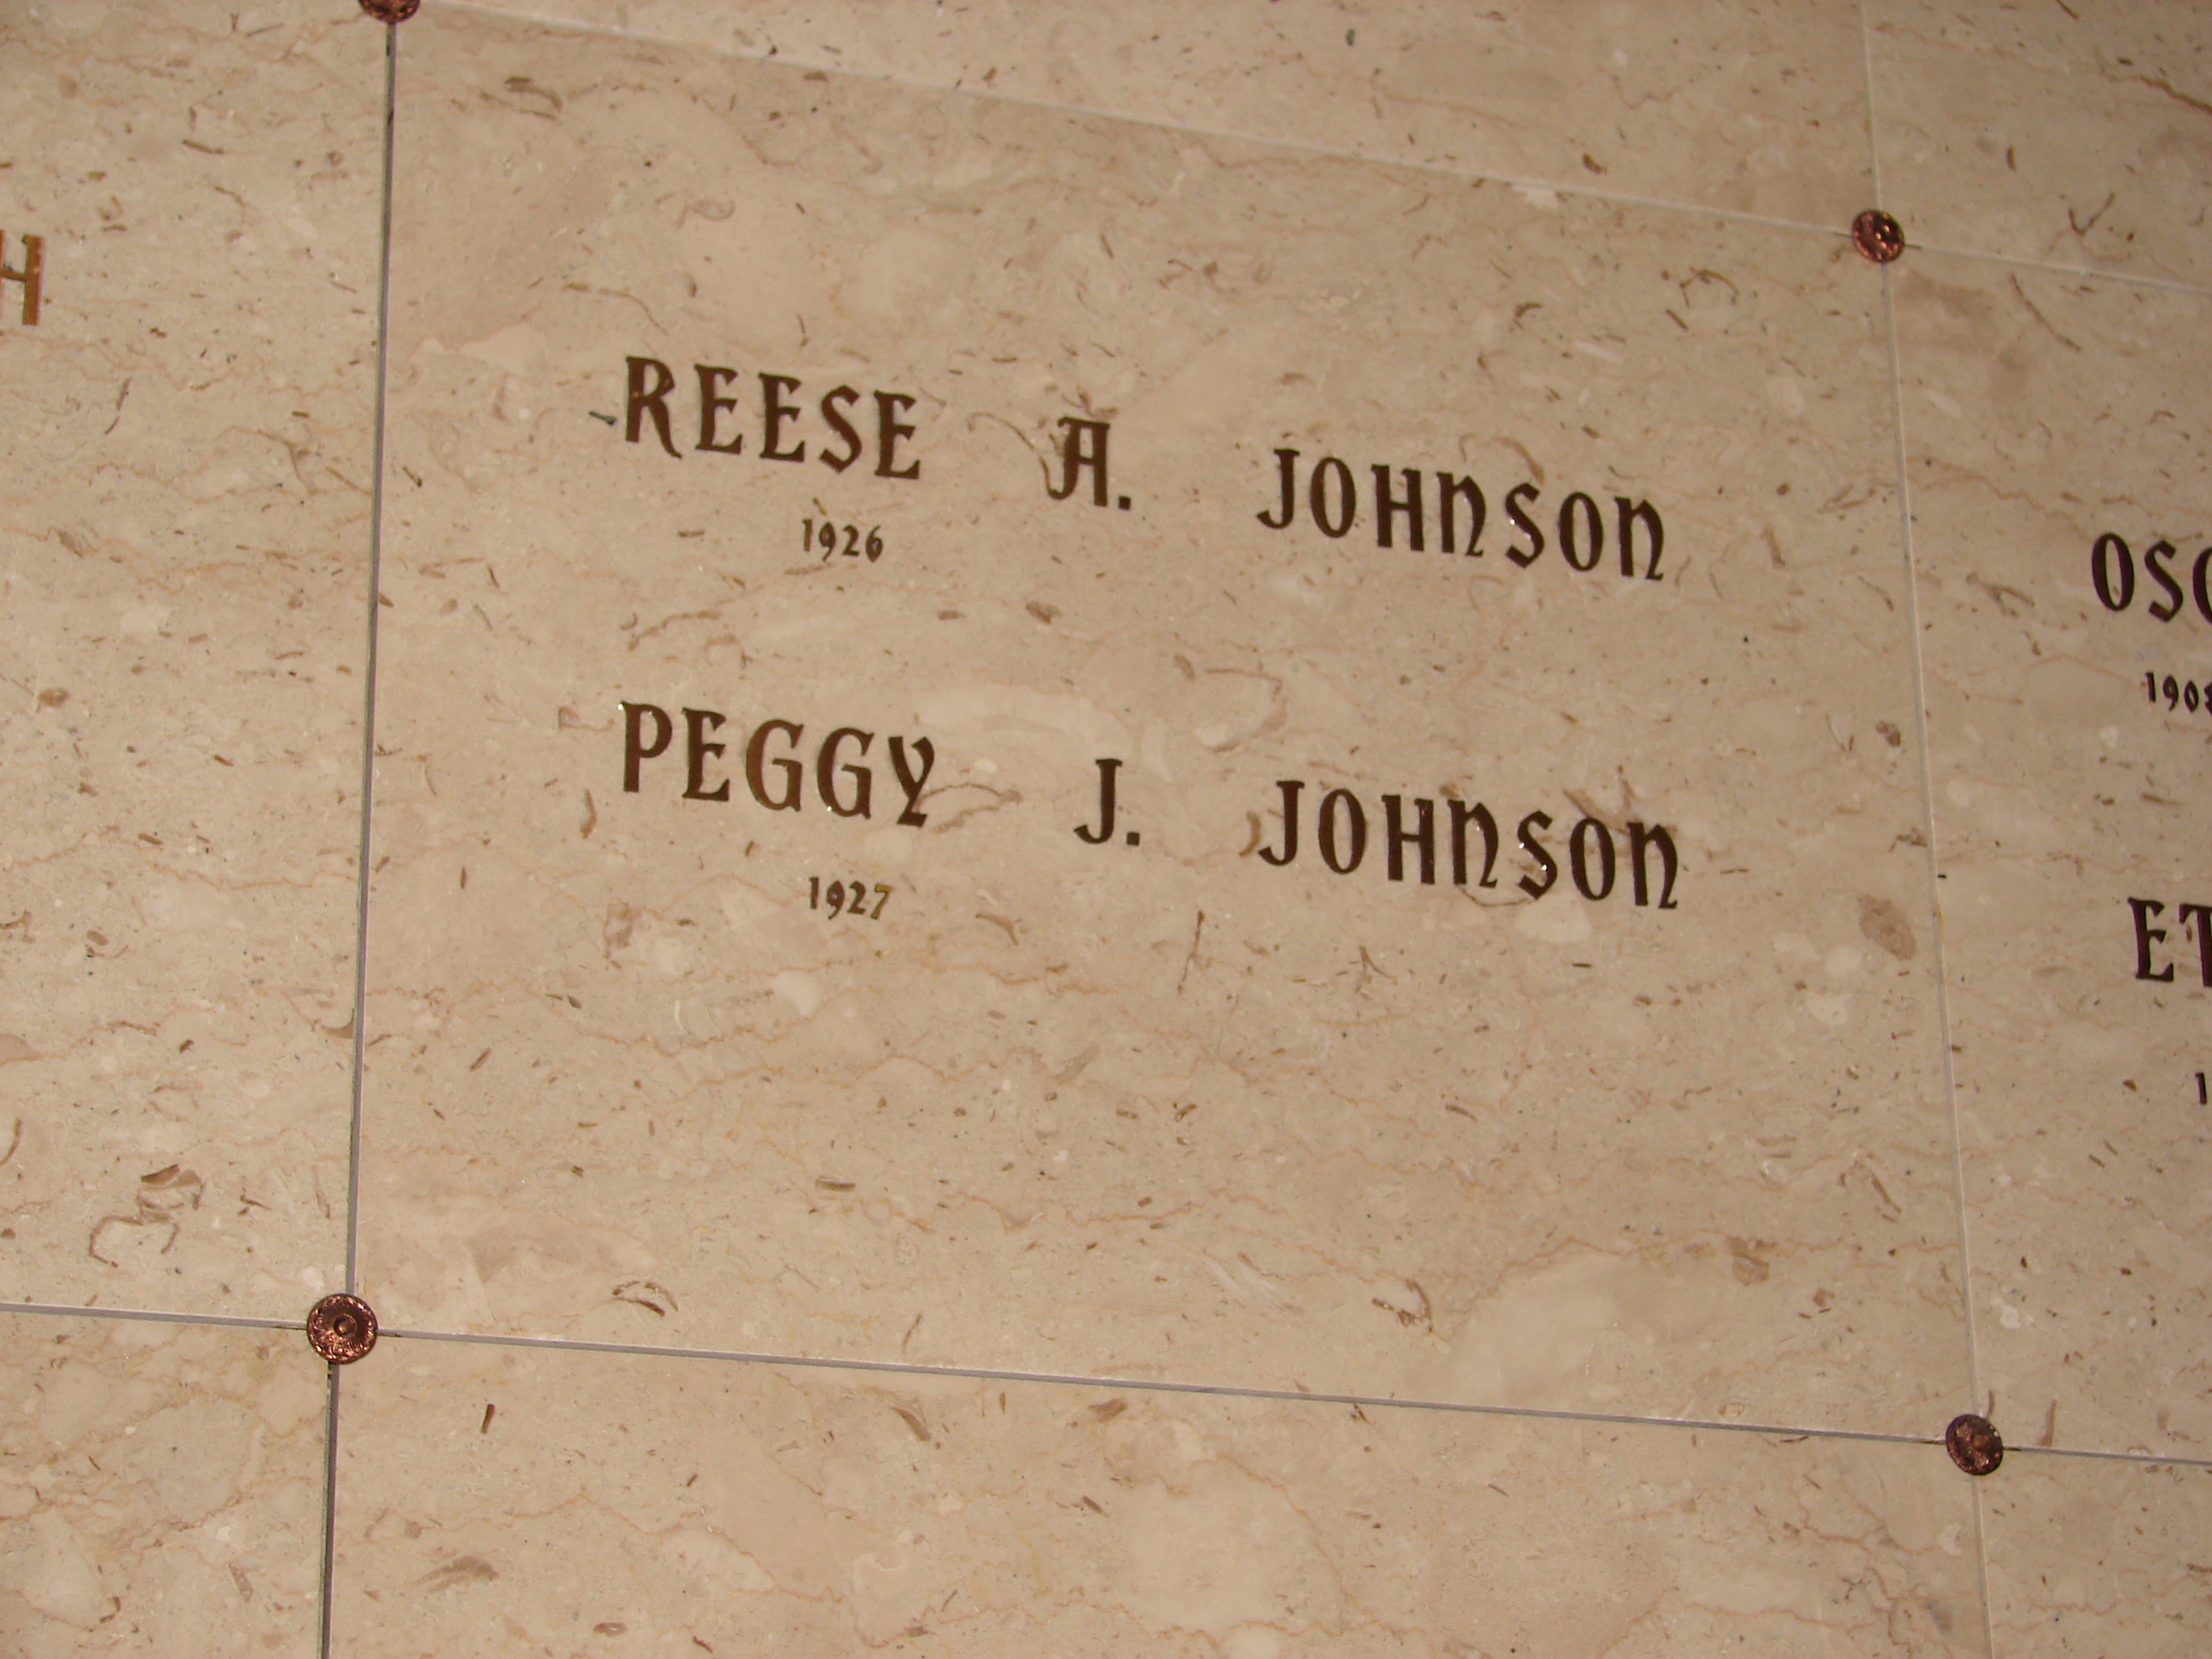 REESE A. JOHNSON
1926
PEGGY J. JOHNSON
1927